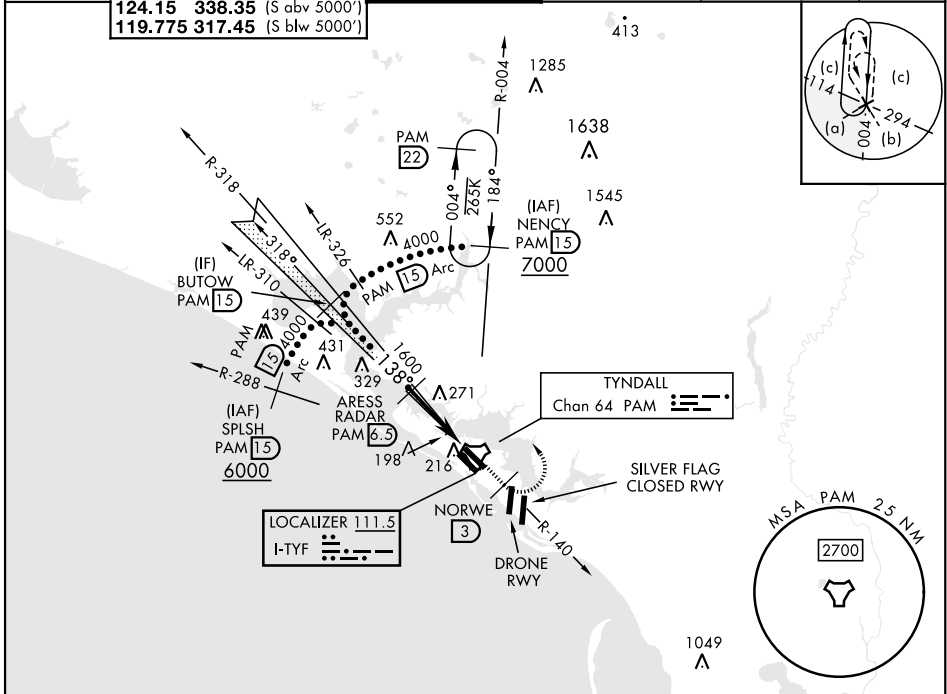 124.15 338.35 (S abv 5000')
119.775 317.45 (S blw 5000')
413
1285
R-004
1638
PAM
22
004°
265K
184°
1545
(IAF)
NENCY
PAM 15
7000
R-318
LR-326
552
4000
PAM 15 Arc
318°
LR-310
(IF)
BUTOW
PAM 15
439
4000
PAM 15 Arc
431
329
R-288
1600
138°
271
(IAF)
SPLSH
PAM 15
6000
ARESS
RADAR
PAM 6.5
198
216
TYNDALL
Chan 64 PAM
SILVER FLAG
CLOSED RWY
NORWE
3
LOCALIZER 111.5
I-TYF
R-140
DRONE
RWY
MSA PAM 25 NM
2700
1049
(c)
(c)
114
294
(a)
(b)
004